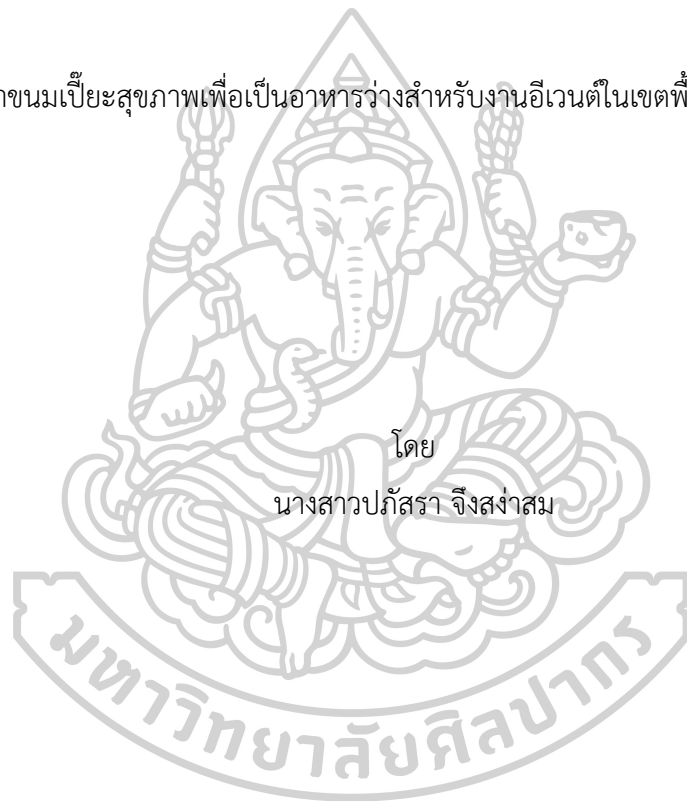 ขนมเปี๊ยะสุขภาพเพื่อเป็นอาหารว่างสำหรับงานอีเวนต์ในเขต
โดย
นางสาวปภัสรา จึงสง่าสม
มหาวิทยาลัยศิลปากร